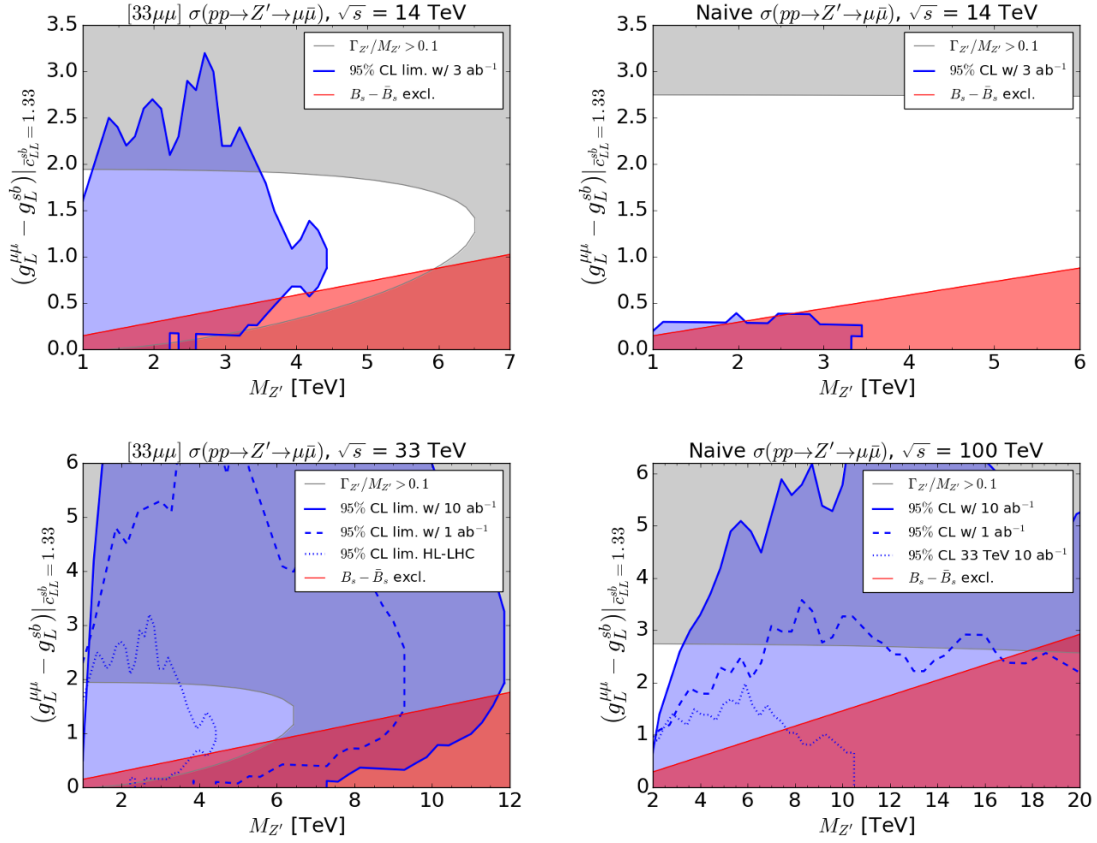 [33μμ] σ(pp→Z′→μμ̄), √s = 14 TeV
Γ_Z′/M_Z′ > 0.1
95% CL lim. w/ 3 ab⁻¹
B_s − B̄_s excl.
(g_L^μμ − g_L^sb)|_c̄_LL^sb=1.33
3.5
3.0
2.5
2.0
1.5
1.0
0.5
0.0
1 2 3 4 5 6 7
M_Z′ [TeV]
Naive σ(pp→Z′→μμ̄), √s = 14 TeV
Γ_Z′/M_Z′ > 0.1
95% CL w/ 3 ab⁻¹
B_s − B̄_s excl.
(g_L^μμ − g_L^sb)|_c̄_LL^sb=1.33
3.5
3.0
2.5
2.0
1.5
1.0
0.5
0.0
1 2 3 4 5 6
M_Z′ [TeV]
[33μμ] σ(pp→Z′→μμ̄), √s = 33 TeV
Γ_Z′/M_Z′ > 0.1
95% CL lim. w/ 10 ab⁻¹
95% CL lim. w/ 1 ab⁻¹
95% CL lim. HL-LHC
B_s − B̄_s excl.
(g_L^μμ − g_L^sb)|_c̄_LL^sb=1.33
6
5
4
3
2
1
0
2 4 6 8 10 12
M_Z′ [TeV]
Naive σ(pp→Z′→μμ̄), √s = 100 TeV
Γ_Z′/M_Z′ > 0.1
95% CL w/ 10 ab⁻¹
95% CL w/ 1 ab⁻¹
95% CL 33 TeV 10 ab⁻¹
B_s − B̄_s excl.
(g_L^μμ − g_L^sb)|_c̄_LL^sb=1.33
6
5
4
3
2
1
0
2 4 6 8 10 12 14 16 18 20
M_Z′ [TeV]